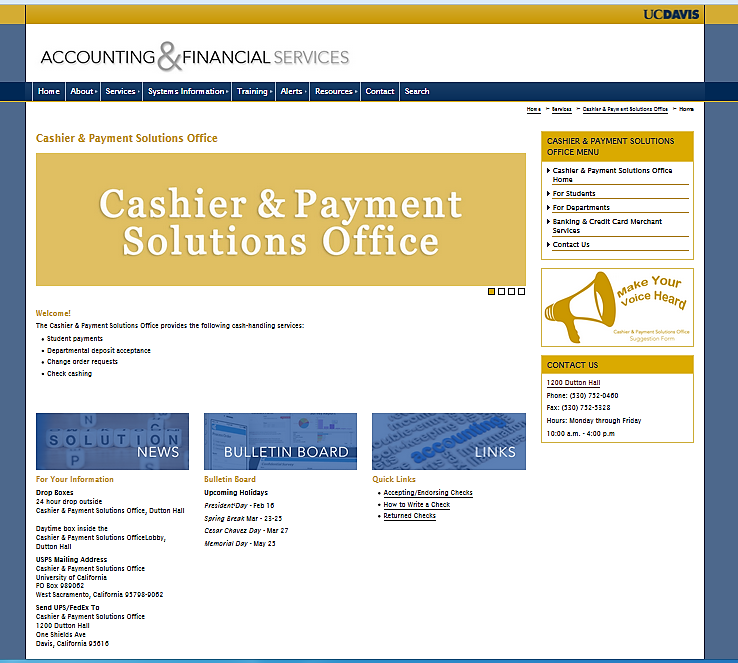 UCDAVIS
ACCOUNTING & FINANCIAL SERVICES
Home About Services Systems Information Training Alerts Resources Contact Search
Home Services Cashier & Payment Solutions Office Home
Cashier & Payment Solutions Office
Cashier & Payment
Solutions Office
Welcome!
The Cashier & Payment Solutions Office provides the following cash-handling services:
Student payments
Departmental deposit acceptance
Change order requests
Check cashing
SOLUTION
NEWS
For Your Information
Drop Boxes
24 hour drop outside
Cashier & Payment Solutions Office, Dutton Hall
Daytime box inside the
Cashier & Payment Solutions OfficeLobby,
Dutton Hall
USPS Mailing Address
Cashier & Payment Solutions Office
University of California
PO Box 989062
West Sacramento, California 95798-9062
Send UPS/FedEx To
Cashier & Payment Solutions Office
1200 Dutton Hall
One Shields Ave
Davis, California 95616
BULLETIN BOARD
Bulletin Board
Upcoming Holidays
President'Day - Feb 16
Spring Break Mar - 23-25
Cesar Chavez Day - Mar 27
Memorial Day - May 25
accounting
LINKS
Quick Links
Accepting/Endorsing Checks
How to Write a Check
Returned Checks
CASHIER & PAYMENT SOLUTIONS
OFFICE MENU
Cashier & Payment Solutions Office
Home
For Students
For Departments
Banking & Credit Card Merchant
Services
Contact Us
Make Your
Voice Heard
Cashier & Payment Solutions Office
Suggestion Form
CONTACT US
1200 Dutton Hall
Phone: (530) 752-0460
Fax: (530) 752-5328
Hours: Monday through Friday
10:00 a.m. - 4:00 p.m